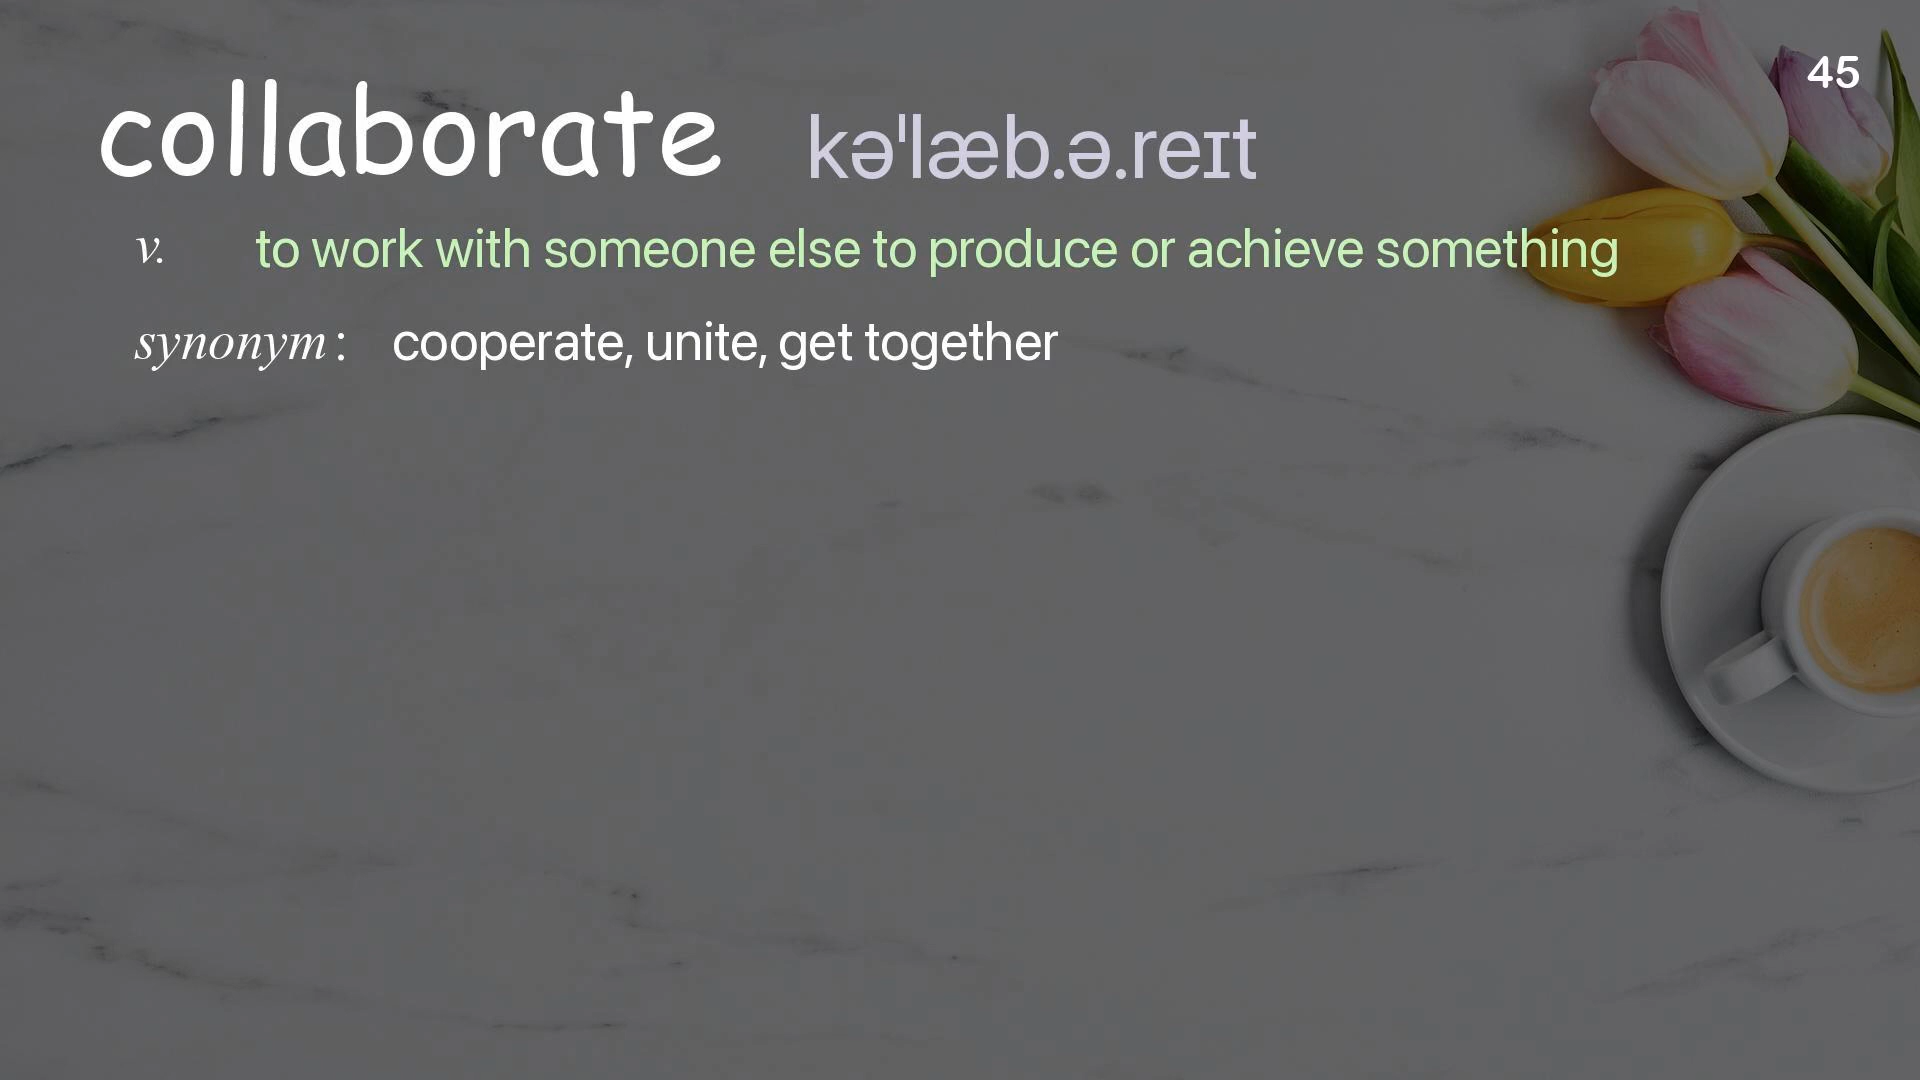 45
collaborate kəˈlæb.ə.reɪt
v. to work with someone else to produce or achieve something
synonym: cooperate, unite, get together